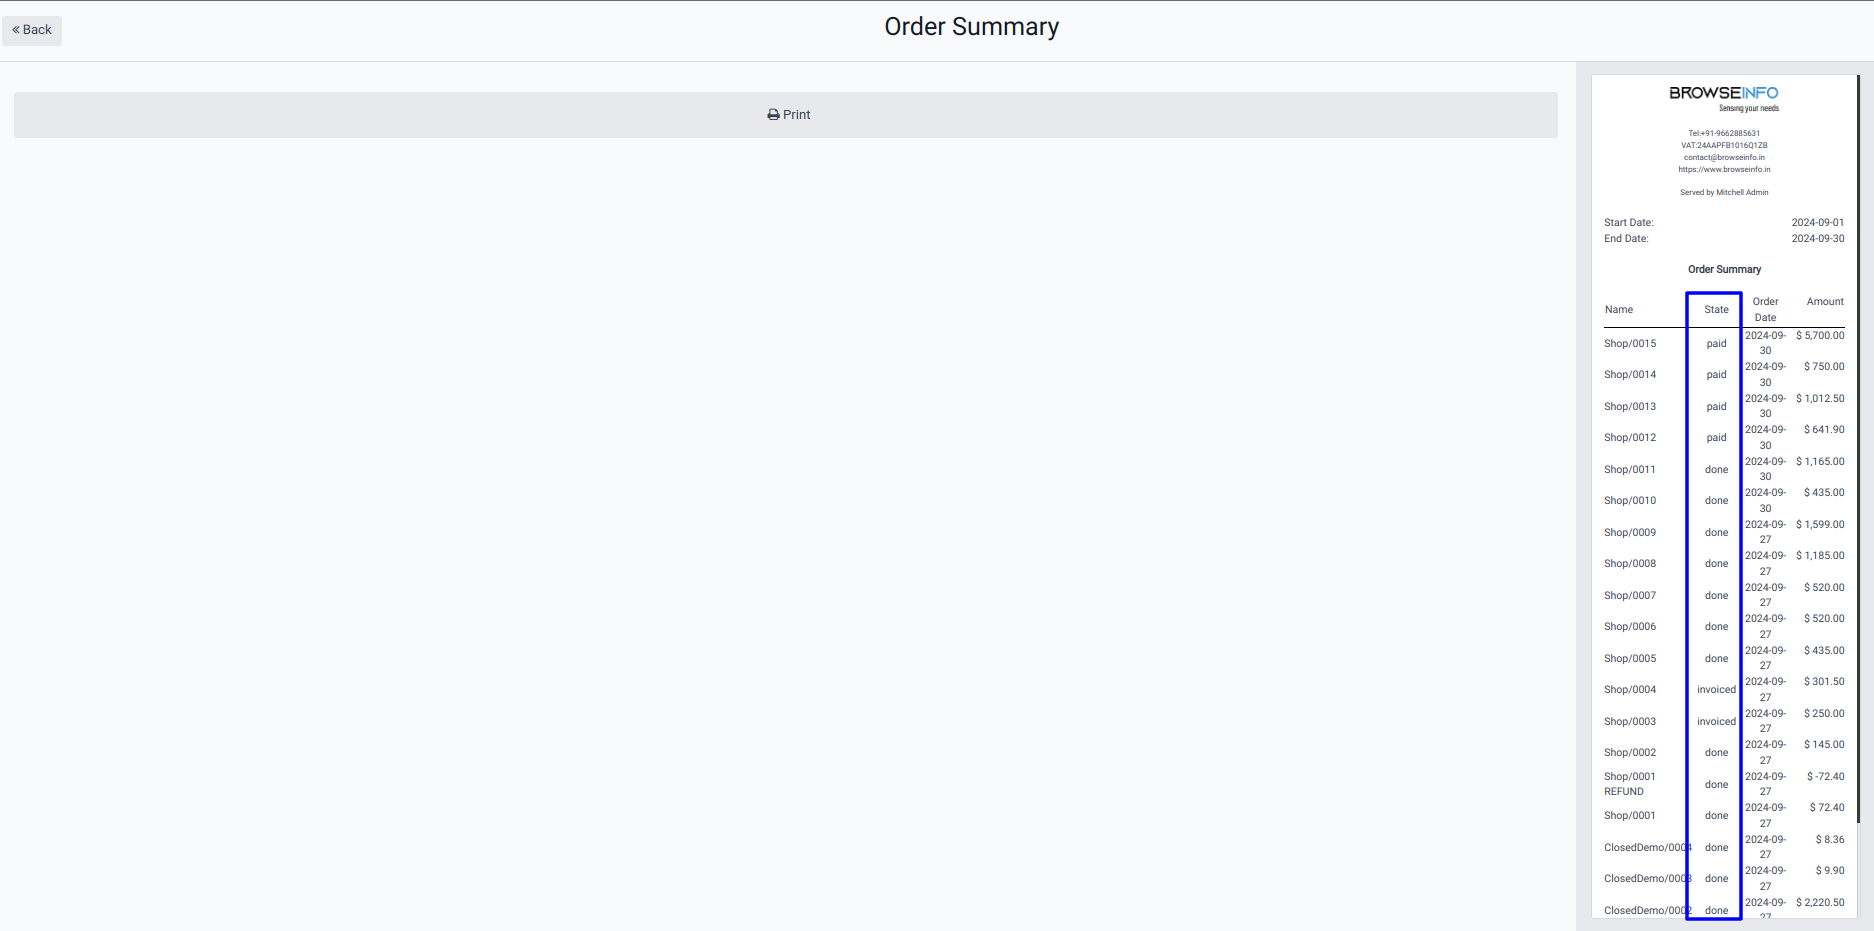 « Back
Order Summary
Print
BROWSEINFO
Sensing your needs
Tel:+91-9662885631
VAT:24AAPFB1016Q1ZB
contact@browseinfo.in
https://www.browseinfo.in
Served by Mitchell Admin
Start Date: 2024-09-01
End Date: 2024-09-30
Order Summary
Name State Order Date Amount
Shop/0015 paid 2024-09-30 $ 5,700.00
Shop/0014 paid 2024-09-30 $ 750.00
Shop/0013 paid 2024-09-30 $ 1,012.50
Shop/0012 paid 2024-09-30 $ 641.90
Shop/0011 done 2024-09-30 $ 1,165.00
Shop/0010 done 2024-09-30 $ 435.00
Shop/0009 done 2024-09-27 $ 1,599.00
Shop/0008 done 2024-09-27 $ 1,185.00
Shop/0007 done 2024-09-27 $ 520.00
Shop/0006 done 2024-09-27 $ 520.00
Shop/0005 done 2024-09-27 $ 435.00
Shop/0004 invoiced 2024-09-27 $ 301.50
Shop/0003 invoiced 2024-09-27 $ 250.00
Shop/0002 done 2024-09-27 $ 145.00
Shop/0001 REFUND done 2024-09-27 $ -72.40
Shop/0001 done 2024-09-27 $ 72.40
ClosedDemo/0004 done 2024-09-27 $ 8.36
ClosedDemo/0003 done 2024-09-27 $ 9.90
ClosedDemo/0002 done 2024-09-27 $ 2,220.50